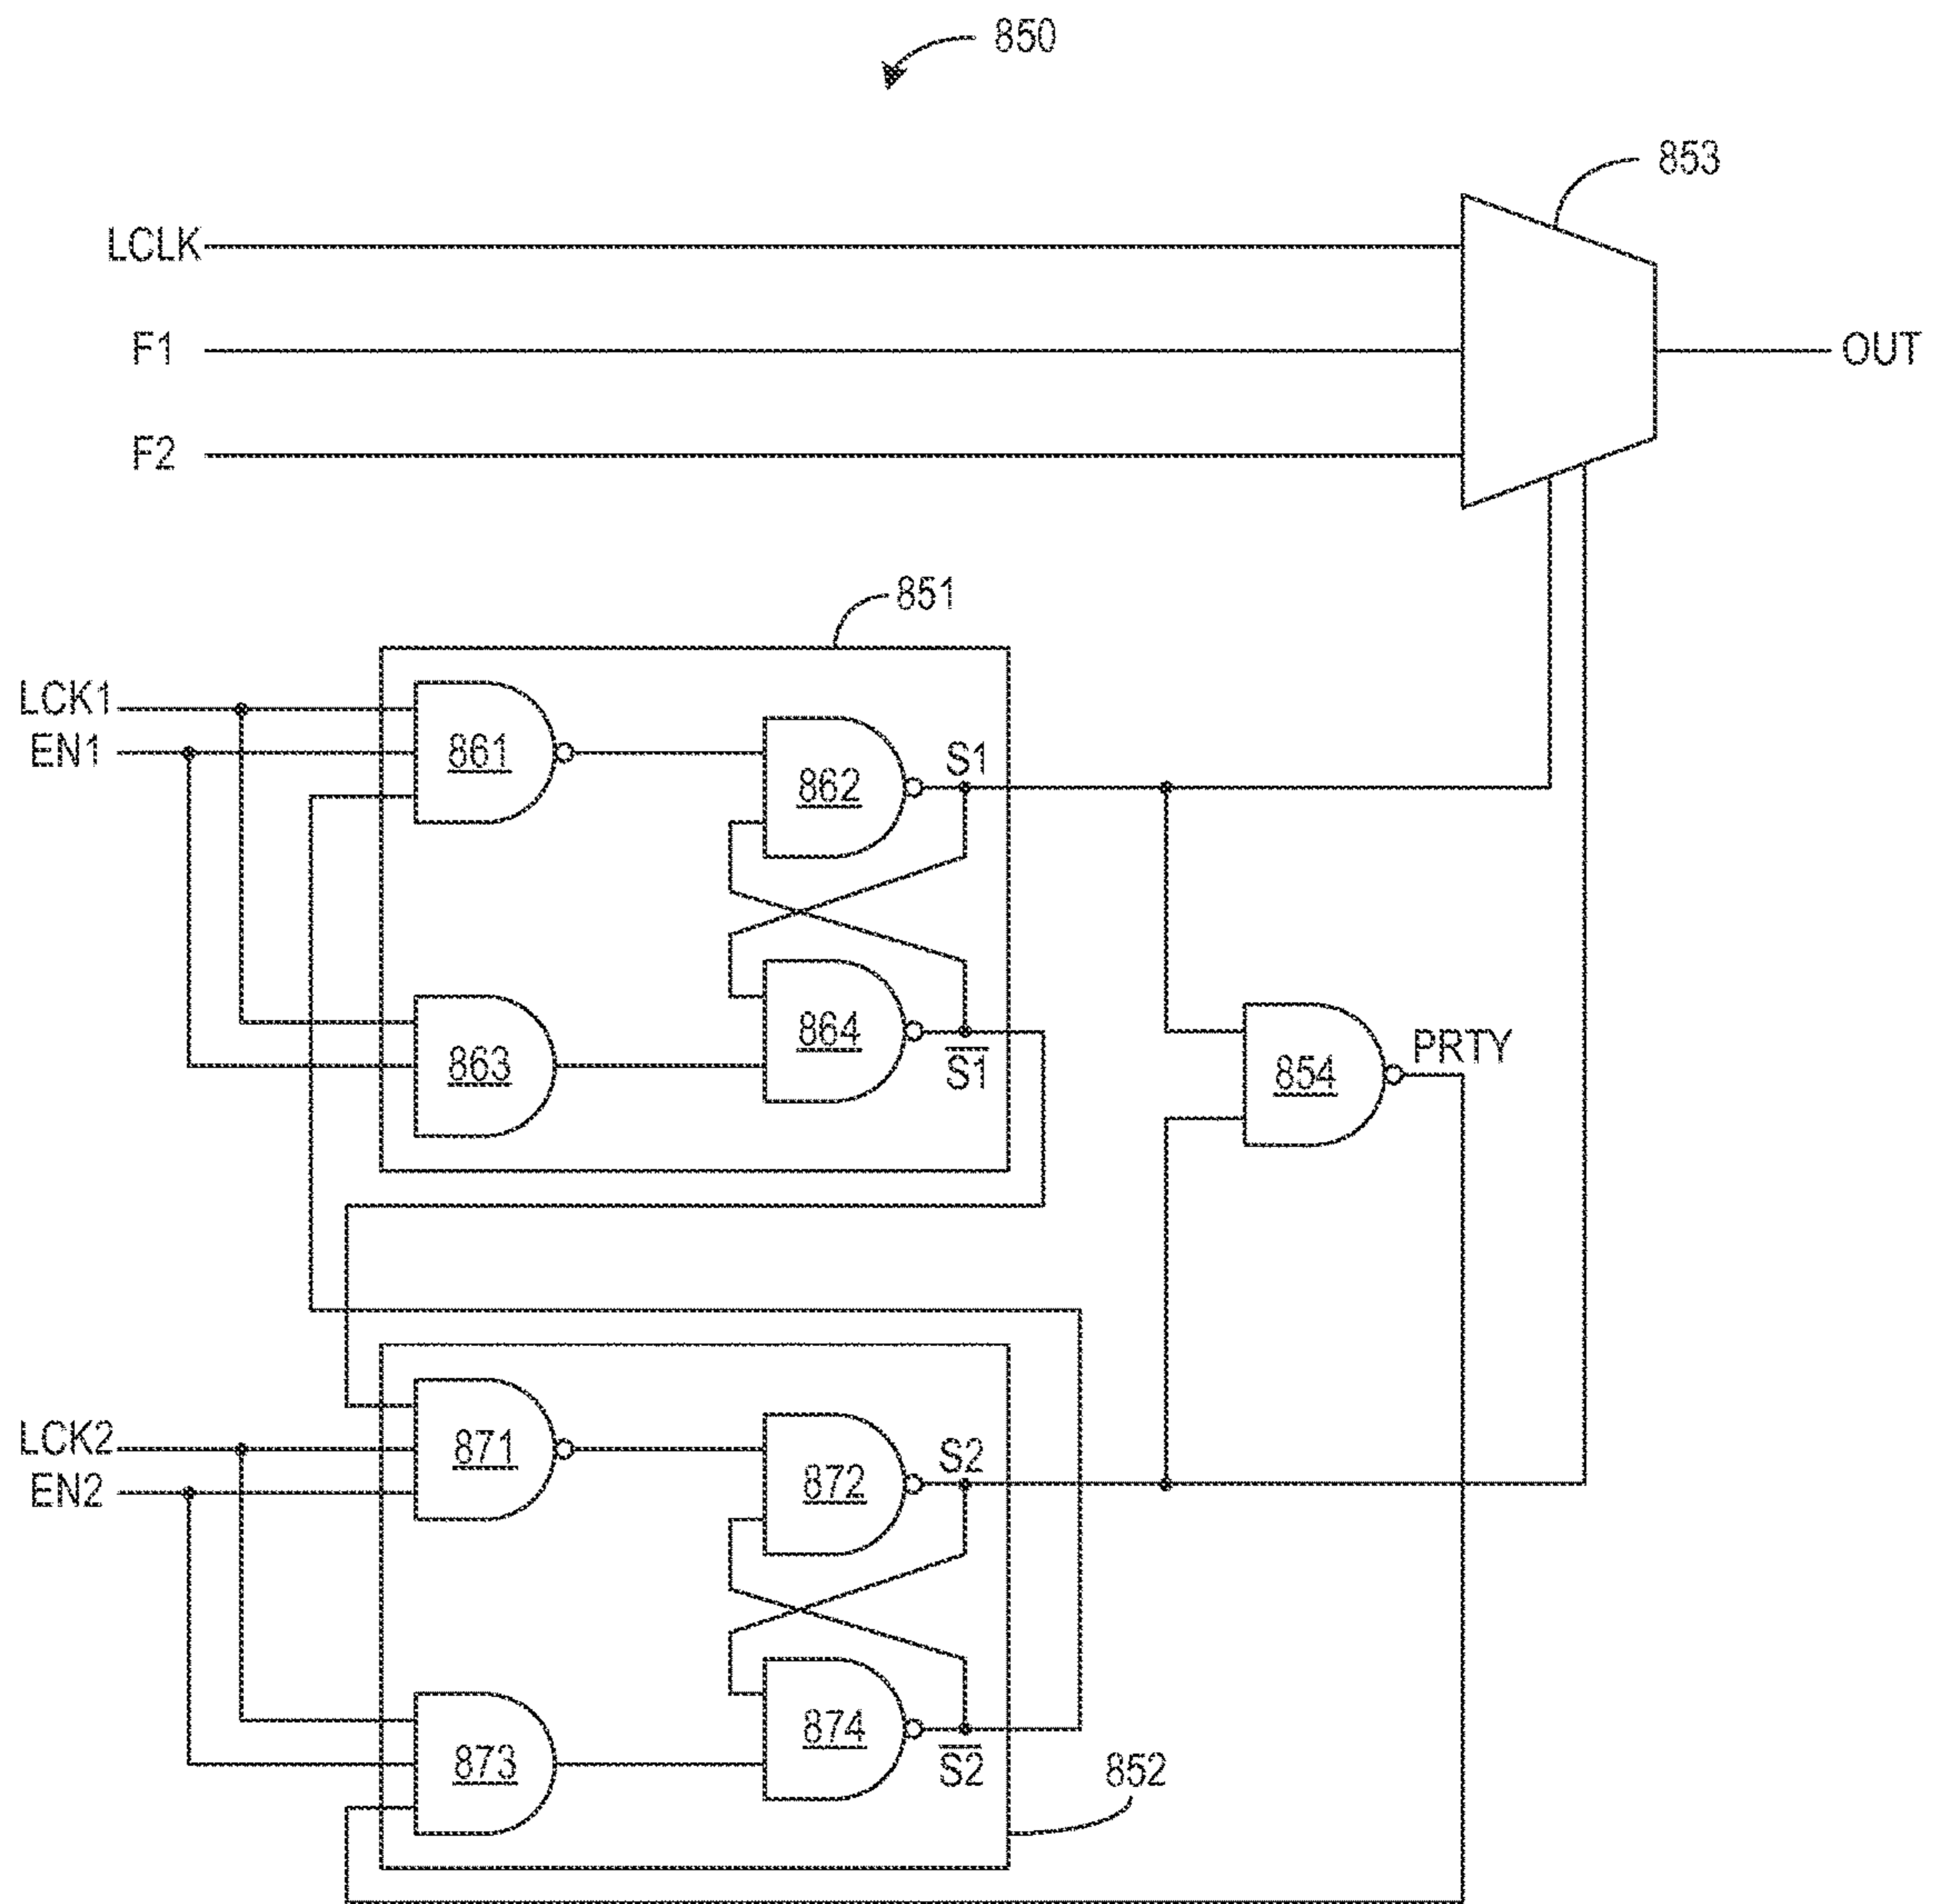 850
853
LCLK
F1
OUT
F2
851
LCK1
EN1
861
862
S1
863
864
S1̅
854
PRTY
LCK2
EN2
871
872
S2
873
874
S2̅
852